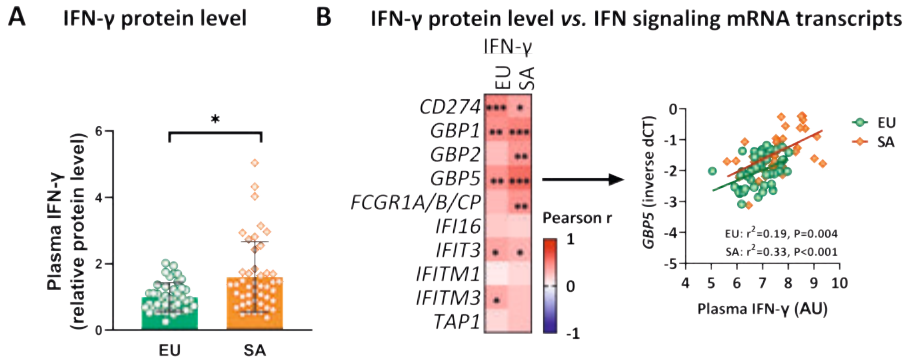 A IFN-γ protein level
Plasma IFN-γ
(relative protein level)
6
4
2
0
*
EU SA
B IFN-γ protein level vs. IFN signaling mRNA transcripts
IFN-γ
EU SA
CD274 *** *
GBP1 ** ***
GBP2 **
GBP5 ** ***
FCGR1A/B/CP **
IFI16
IFIT3 * *
IFITM1
IFITM3 *
TAP1
Pearson r
1
0
-1
GBP5 (inverse dCT)
0
-1
-2
-3
-4
-5
EU
SA
EU: r²=0.19, P=0.004
SA: r²=0.33, P<0.001
4 5 6 7 8 9 10
Plasma IFN-γ (AU)